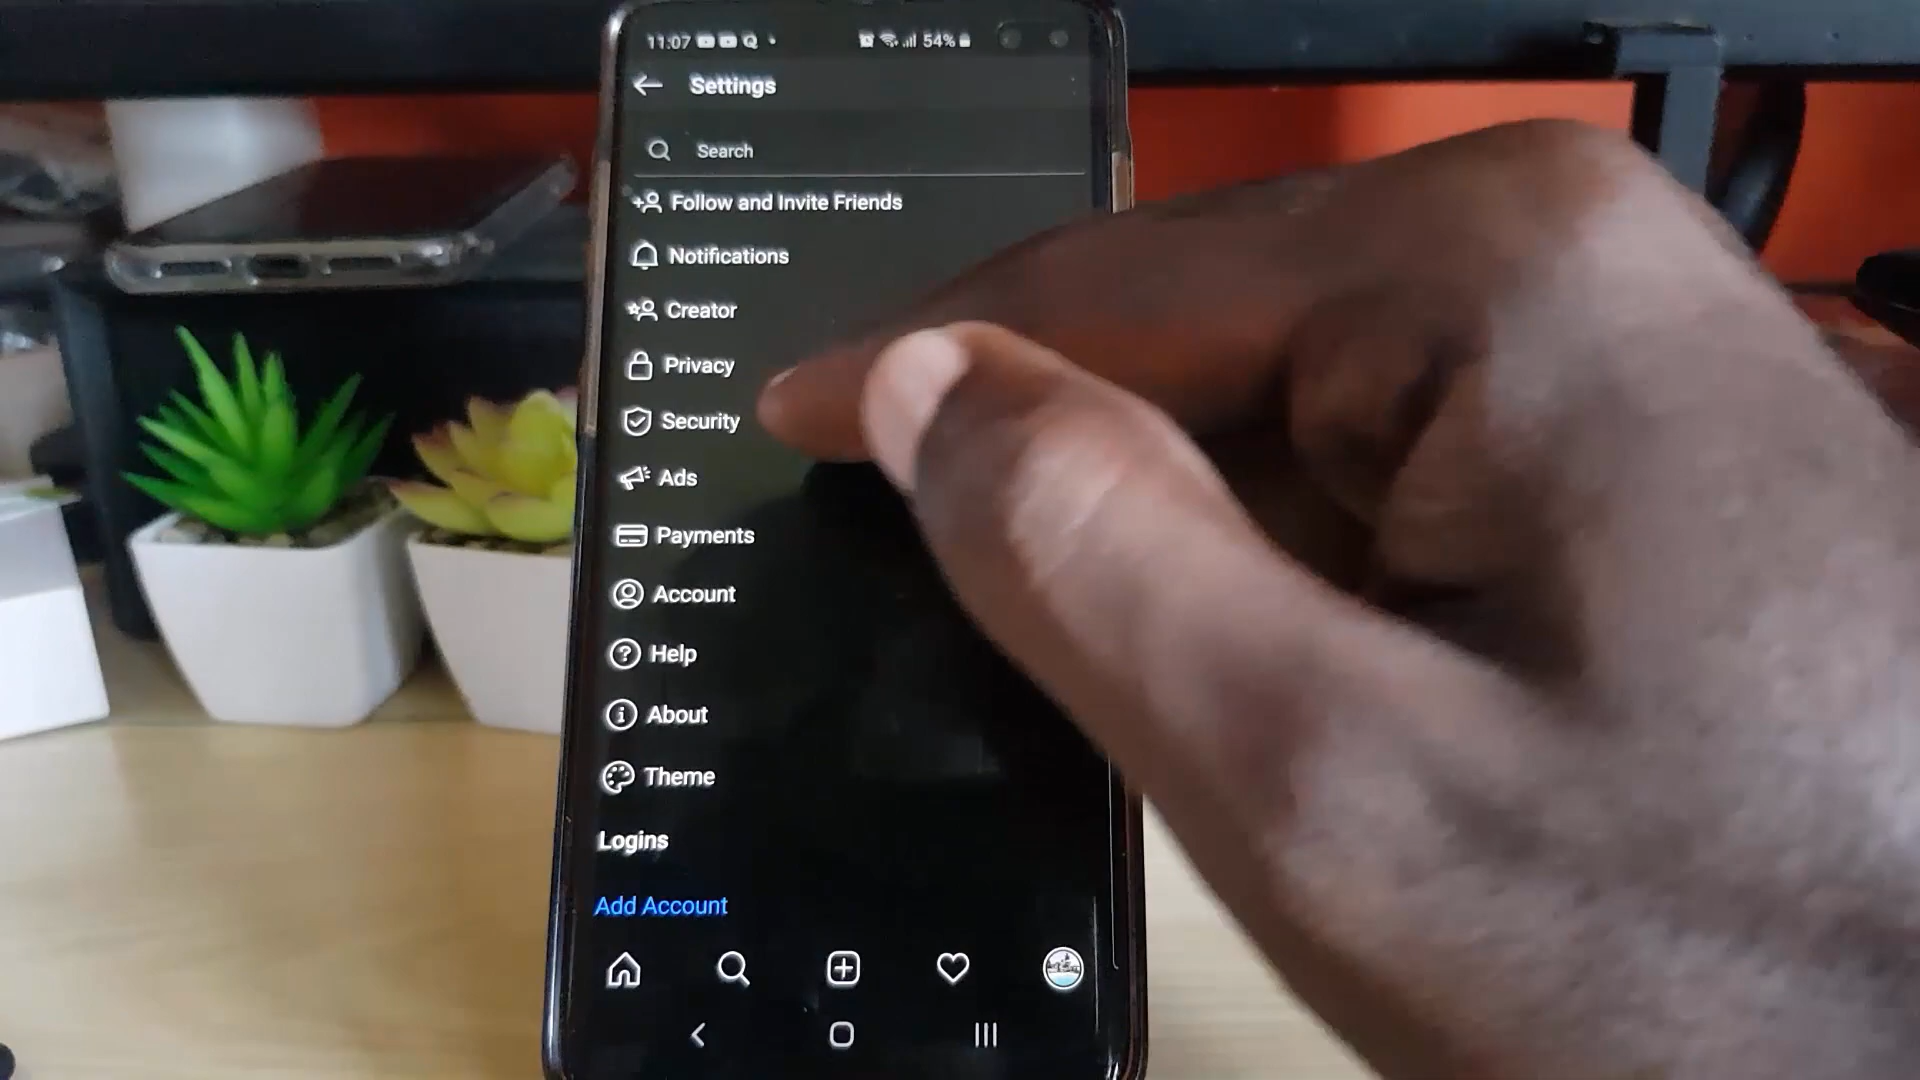 11:07
54%
Settings
Search
Follow and Invite Friends
Notifications
Creator
Privacy
Security
Ads
Payments
Account
Help
About
Theme
Logins
Add Account